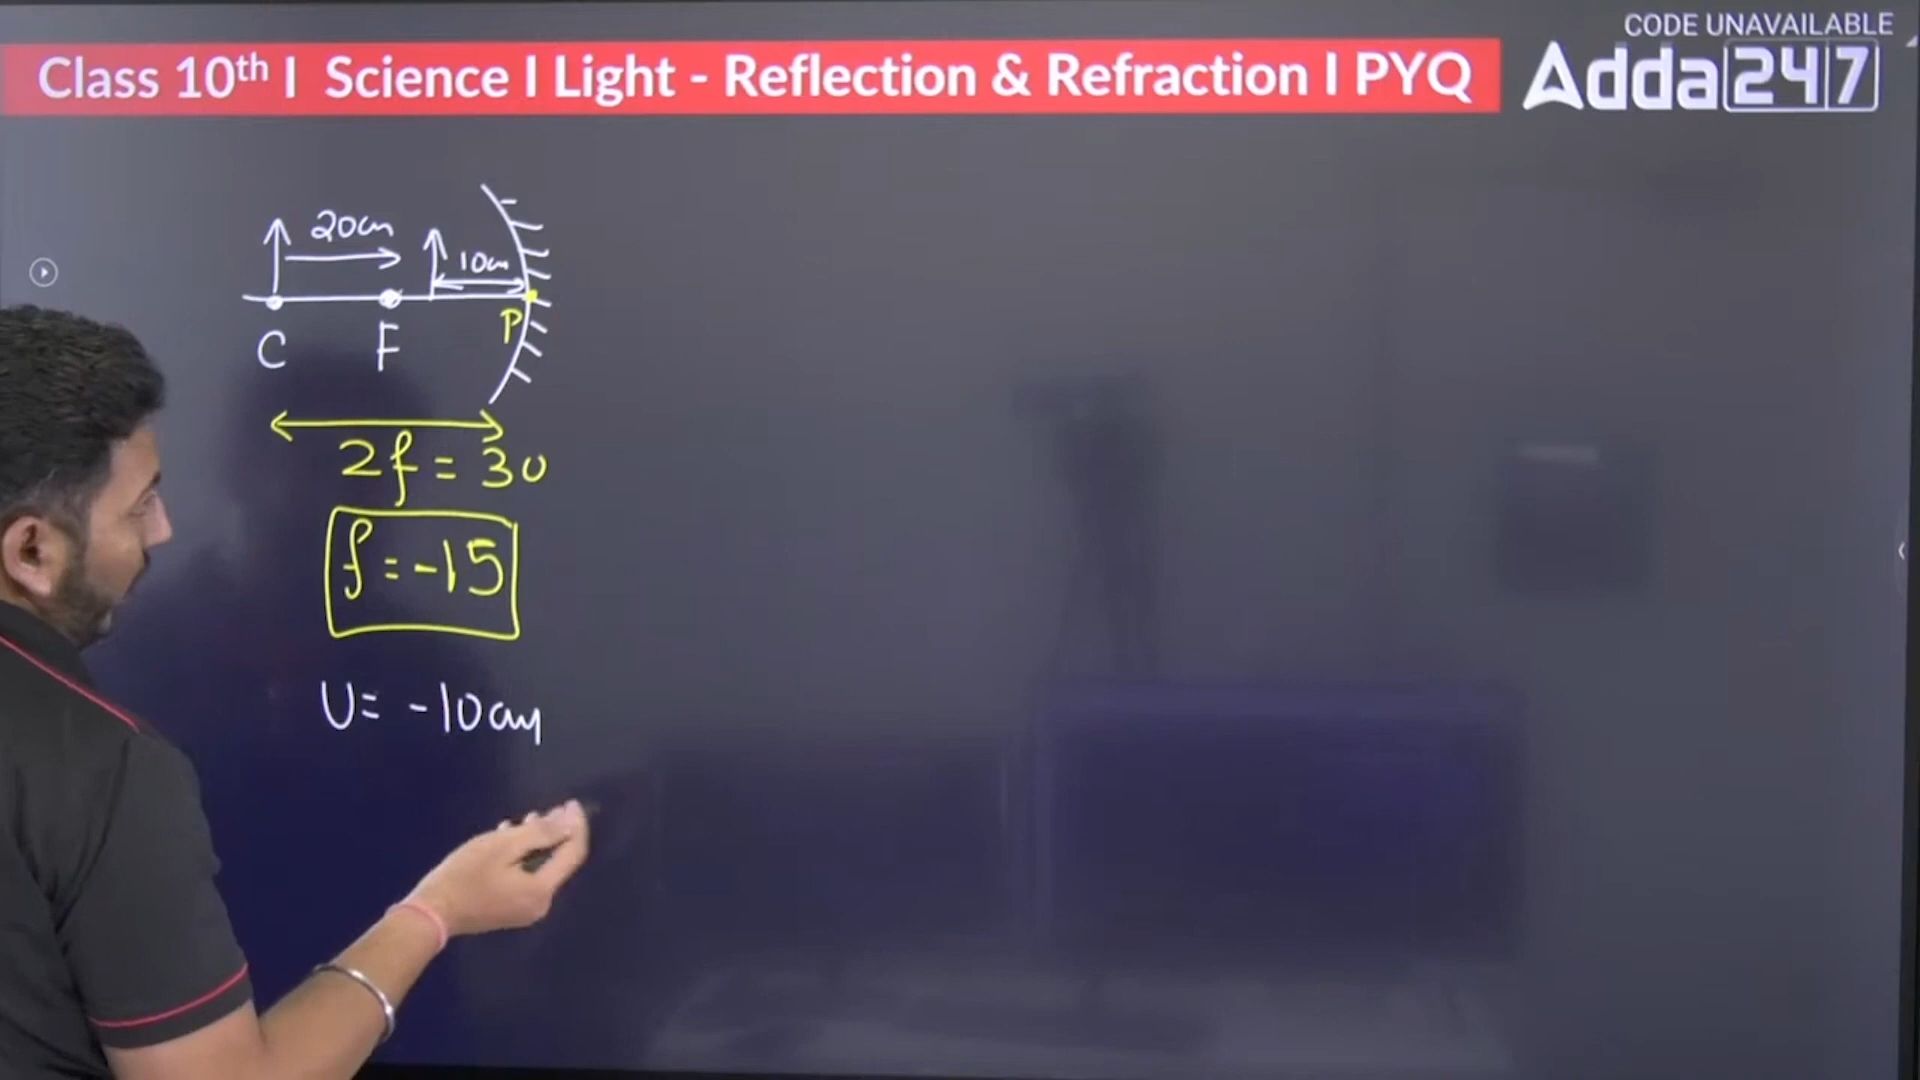 CODE UNAVAILABLE
Class 10th I Science I Light - Reflection & Refraction I PYQ
Adda247
20cm
10cm
P
C F
2f = 30
f = -15
U = -10cm